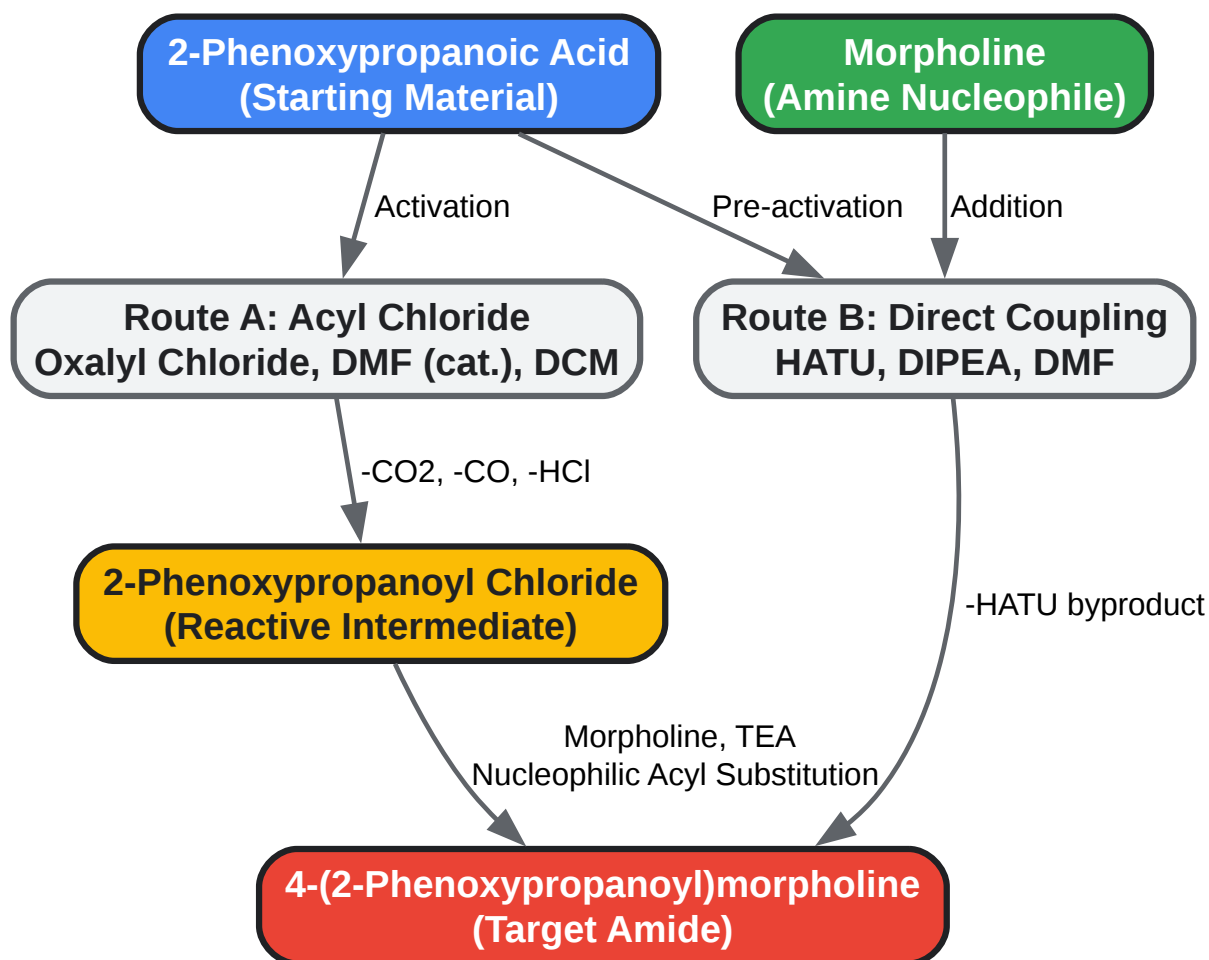 2-Phenoxypropanoic Acid
(Starting Material)
Morpholine
(Amine Nucleophile)
Activation
Pre-activation
Addition
Route A: Acyl Chloride
Oxalyl Chloride, DMF (cat.), DCM
Route B: Direct Coupling
HATU, DIPEA, DMF
-CO2, -CO, -HCl
2-Phenoxypropanoyl Chloride
(Reactive Intermediate)
-HATU byproduct
Morpholine, TEA
Nucleophilic Acyl Substitution
4-(2-Phenoxypropanoyl)morpholine
(Target Amide)